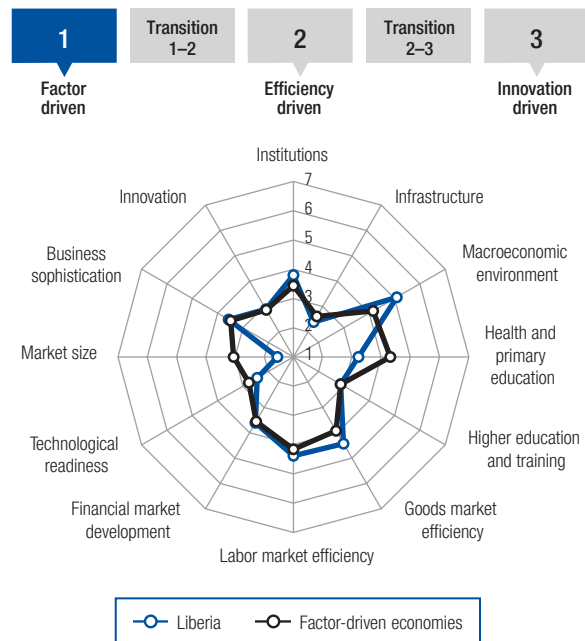 1
Transition
1–2
2
Transition
2–3
3
Factor
driven
Efficiency
driven
Innovation
driven
Institutions
7
6
5
4
3
2
1
Infrastructure
Macroeconomic
environment
Health and
primary
education
Higher education
and training
Goods market
efficiency
Labor market efficiency
Financial market
development
Technological
readiness
Market size
Business
sophistication
Innovation
Liberia
Factor-driven economies